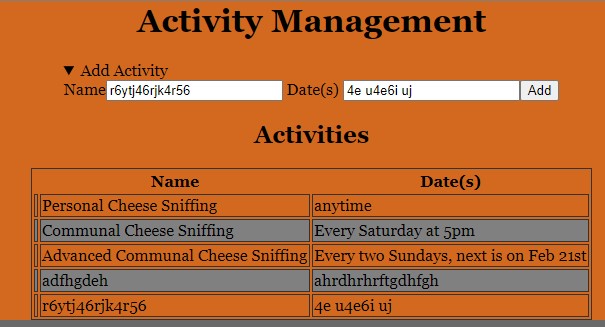 Activity Management
▼ Add Activity
Name r6ytj46rjk4r56 Date(s) 4e u4e6i uj Add
Activities
Name Date(s)
Personal Cheese Sniffing anytime
Communal Cheese Sniffing Every Saturday at 5pm
Advanced Communal Cheese Sniffing Every two Sundays, next is on Feb 21st
adfhgdeh ahrdhrhrftgdhfgh
r6ytj46rjk4r56 4e u4e6i uj